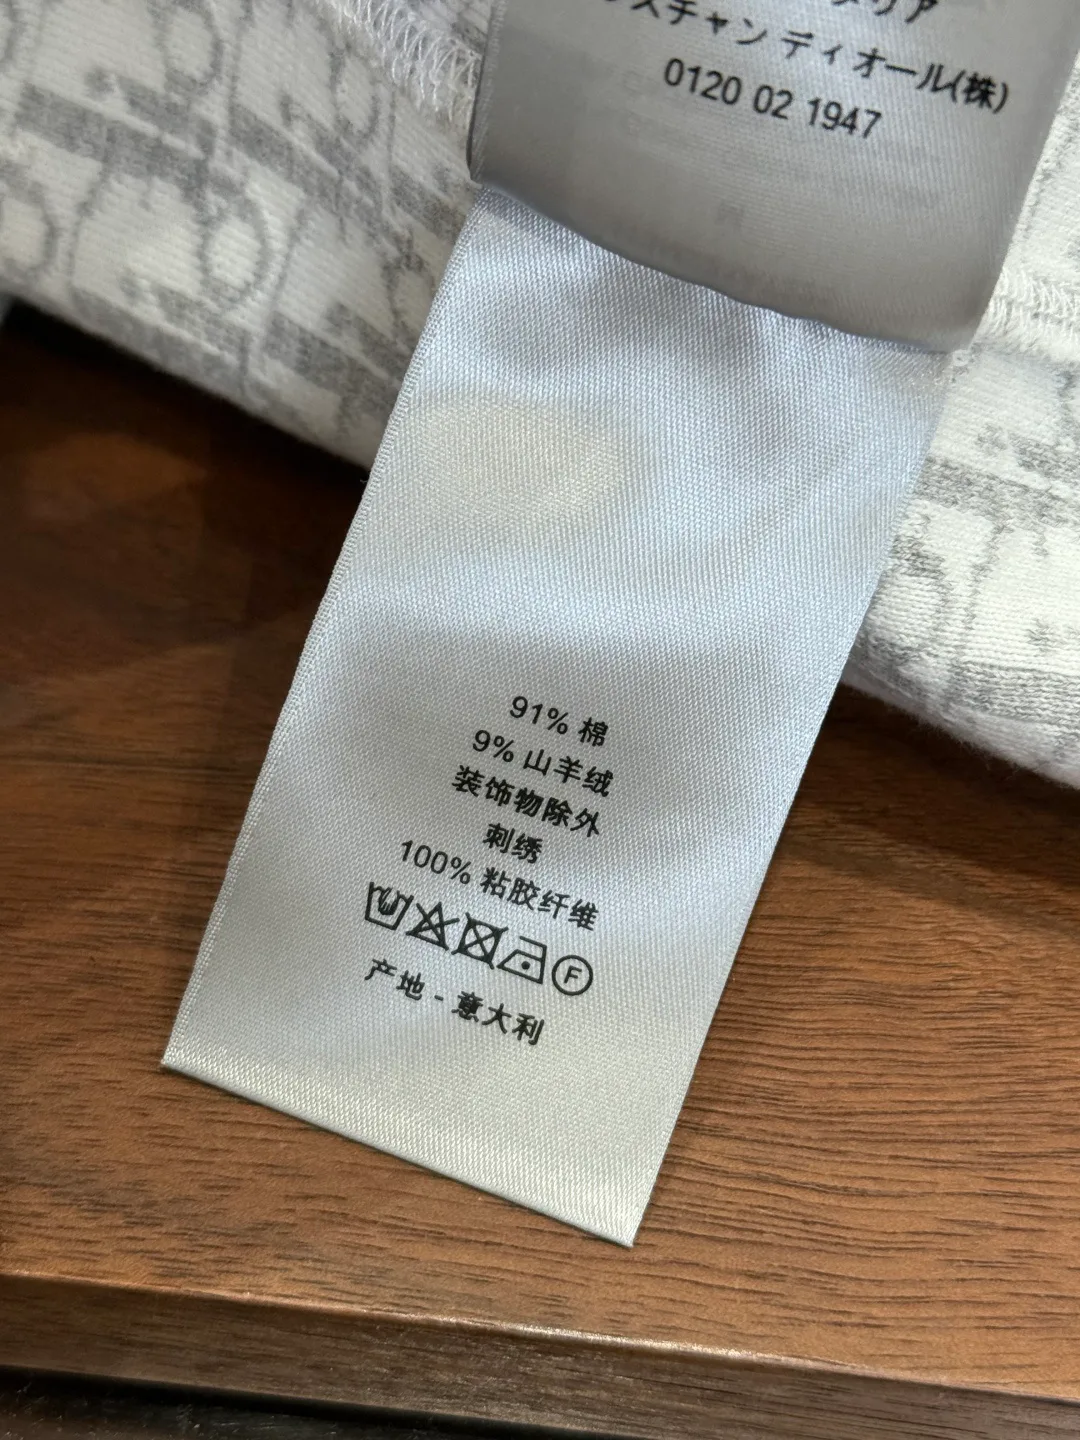 リスチャン ディオール(株)
0120 02 1947
91% 棉
9% 山羊绒
装饰物除外
刺绣
100% 粘胶纤维
F
产地 - 意大利